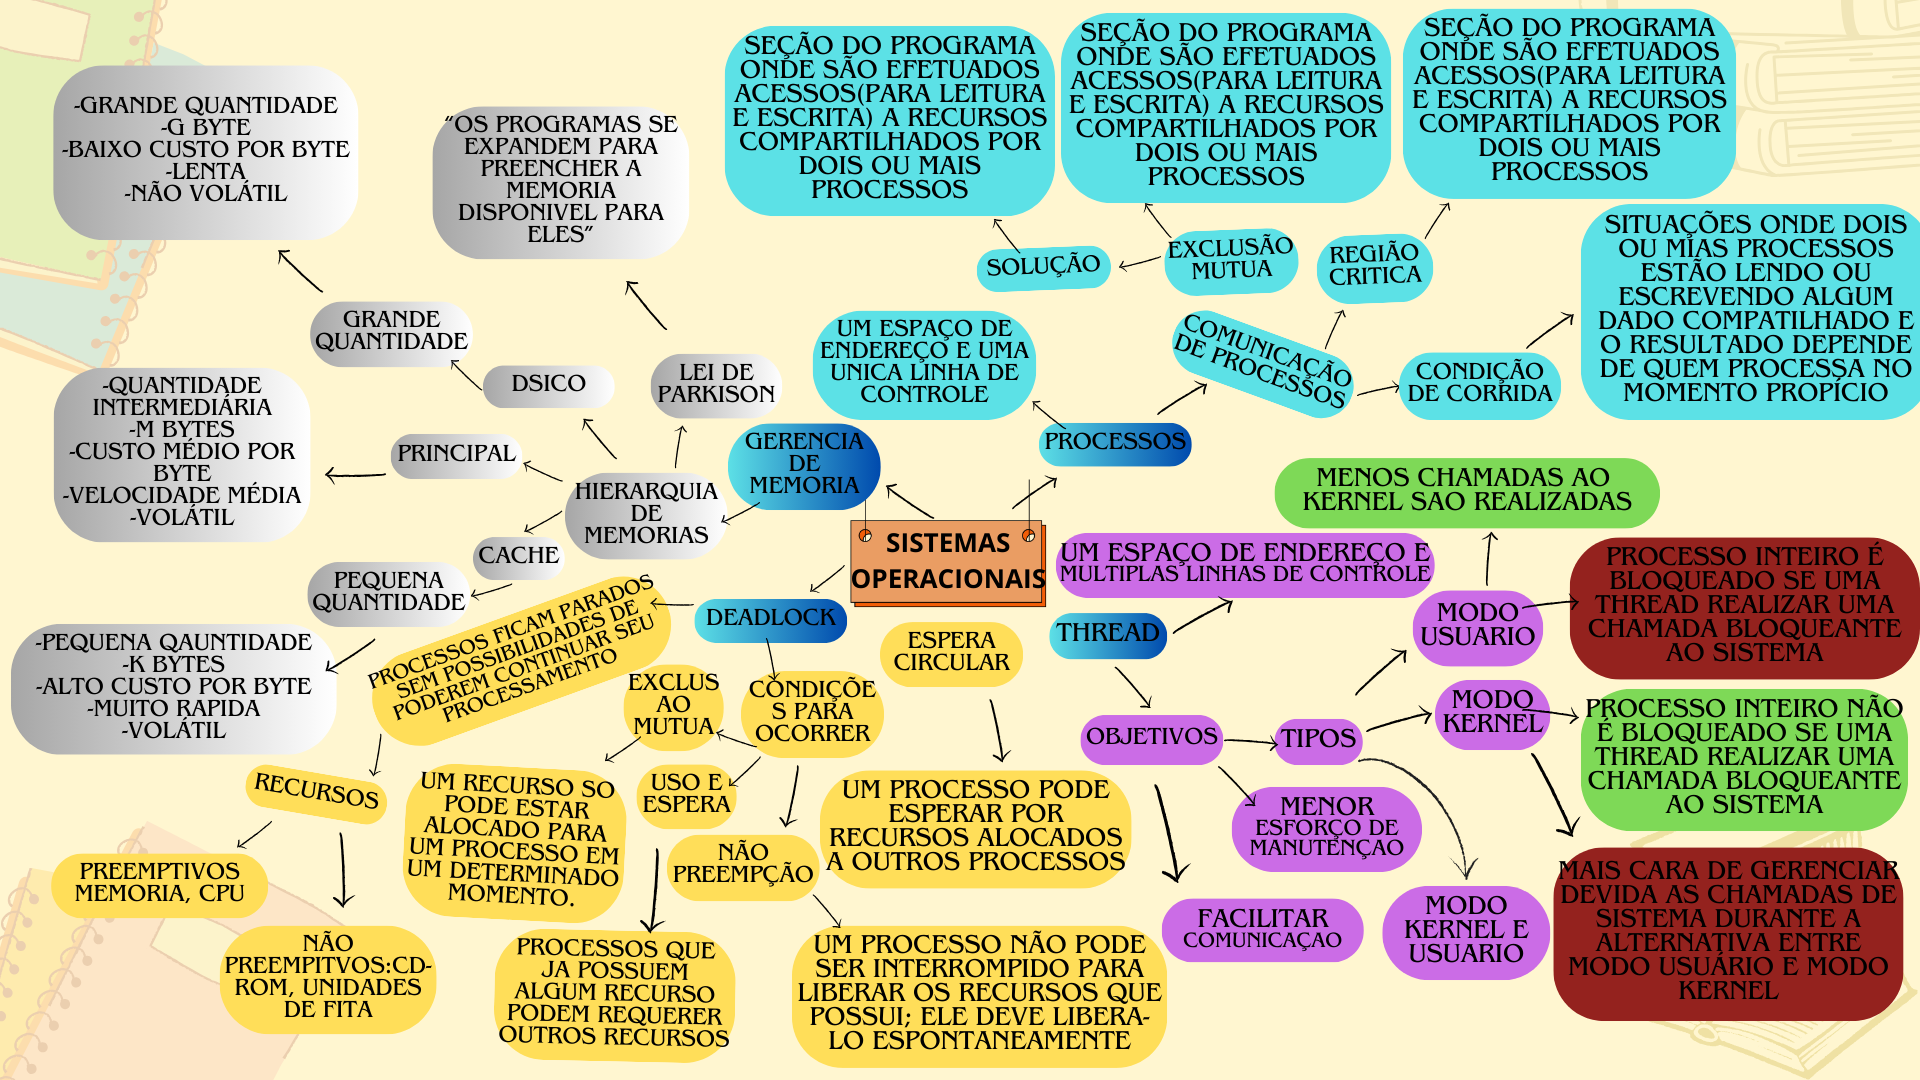 -GRANDE QUANTIDADE
-G BYTE
-BAIXO CUSTO POR BYTE
-LENTA
-NÃO VOLÁTIL
"OS PROGRAMAS SE
EXPANDEM PARA
PREENCHER A
MEMORIA
DISPONIVEL PARA
ELES"
SEÇÃO DO PROGRAMA
ONDE SÃO EFETUADOS
ACESSOS(PARA LEITURA
E ESCRITA) A RECURSOS
COMPARTILHADOS POR
DOIS OU MAIS
PROCESSOS
SEÇÃO DO PROGRAMA
ONDE SÃO EFETUADOS
ACESSOS(PARA LEITURA
E ESCRITA) A RECURSOS
COMPARTILHADOS POR
DOIS OU MAIS
PROCESSOS
SEÇÃO DO PROGRAMA
ONDE SÃO EFETUADOS
ACESSOS(PARA LEITURA
E ESCRITA) A RECURSOS
COMPARTILHADOS POR
DOIS OU MAIS
PROCESSOS
SOLUÇÃO
EXCLUSÃO
MUTUA
REGIÃO
CRITICA
SITUAÇÕES ONDE DOIS
OU MIAS PROCESSOS
ESTÃO LENDO OU
ESCREVENDO ALGUM
DADO COMPATILHADO E
O RESULTADO DEPENDE
DE QUEM PROCESSA NO
MOMENTO PROPÍCIO
GRANDE
QUANTIDADE
DSICO
LEI DE
PARKISON
UM ESPAÇO DE
ENDEREÇO E UMA
UNICA LINHA DE
CONTROLE
COMUNICAÇÃO
DE PROCESSOS
CONDIÇÃO
DE CORRIDA
-QUANTIDADE
INTERMEDIÁRIA
-M BYTES
-CUSTO MÉDIO POR
BYTE
-VELOCIDADE MÉDIA
-VOLÁTIL
PRINCIPAL
HIERARQUIA
DE
MEMORIAS
GERENCIA
DE
MEMORIA
PROCESSOS
MENOS CHAMADAS AO
KERNEL SAO REALIZADAS
SISTEMAS
OPERACIONAIS
CACHE
PEQUENA
QUANTIDADE
-PEQUENA QAUNTIDADE
-K BYTES
-ALTO CUSTO POR BYTE
-MUITO RAPIDA
-VOLÁTIL
PROCESSOS FICAM PARADOS
SEM POSSIBILIDADES DE
PODEREM CONTINUAR SEU
PROCESSAMENTO
DEADLOCK
ESPERA
CIRCULAR
THREAD
UM ESPAÇO DE ENDEREÇO E
MULTIPLAS LINHAS DE CONTROLE
MODO
USUARIO
PROCESSO INTEIRO É
BLOQUEADO SE UMA
THREAD REALIZAR UMA
CHAMADA BLOQUEANTE
AO SISTEMA
EXCLUS
AO
MUTUA
CONDIÇÕE
S PARA
OCORRER
OBJETIVOS
TIPOS
MODO
KERNEL
PROCESSO INTEIRO NÃO
É BLOQUEADO SE UMA
THREAD REALIZAR UMA
CHAMADA BLOQUEANTE
AO SISTEMA
RECURSOS
UM RECURSO SO
PODE ESTAR
ALOCADO PARA
UM PROCESSO EM
UM DETERMINADO
MOMENTO.
USO E
ESPERA
NÃO
PREEMPÇÃO
UM PROCESSO PODE
ESPERAR POR
RECURSOS ALOCADOS
A OUTROS PROCESSOS
MENOR
ESFORÇO DE
MANUTENÇAO
PREEMPTIVOS
MEMORIA, CPU
NÃO
PREEMPITVOS:CD-
ROM, UNIDADES
DE FITA
PROCESSOS QUE
JA POSSUEM
ALGUM RECURSO
PODEM REQUERER
OUTROS RECURSOS
UM PROCESSO NÃO PODE
SER INTERROMPIDO PARA
LIBERAR OS RECURSOS QUE
POSSUI; ELE DEVE LIBERA-
LO ESPONTANEAMENTE
FACILITAR
COMUNICAÇAO
MODO
KERNEL E
USUARIO
MAIS CARA DE GERENCIAR
DEVIDA AS CHAMADAS DE
SISTEMA DURANTE A
ALTERNATIVA ENTRE
MODO USUÁRIO E MODO
KERNEL